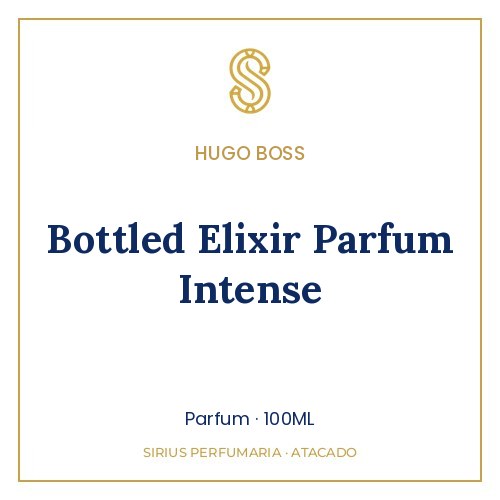 HUGO BOSS
Bottled Elixir Parfum
Intense
Parfum · 100ML
SIRIUS PERFUMARIA · ATACADO